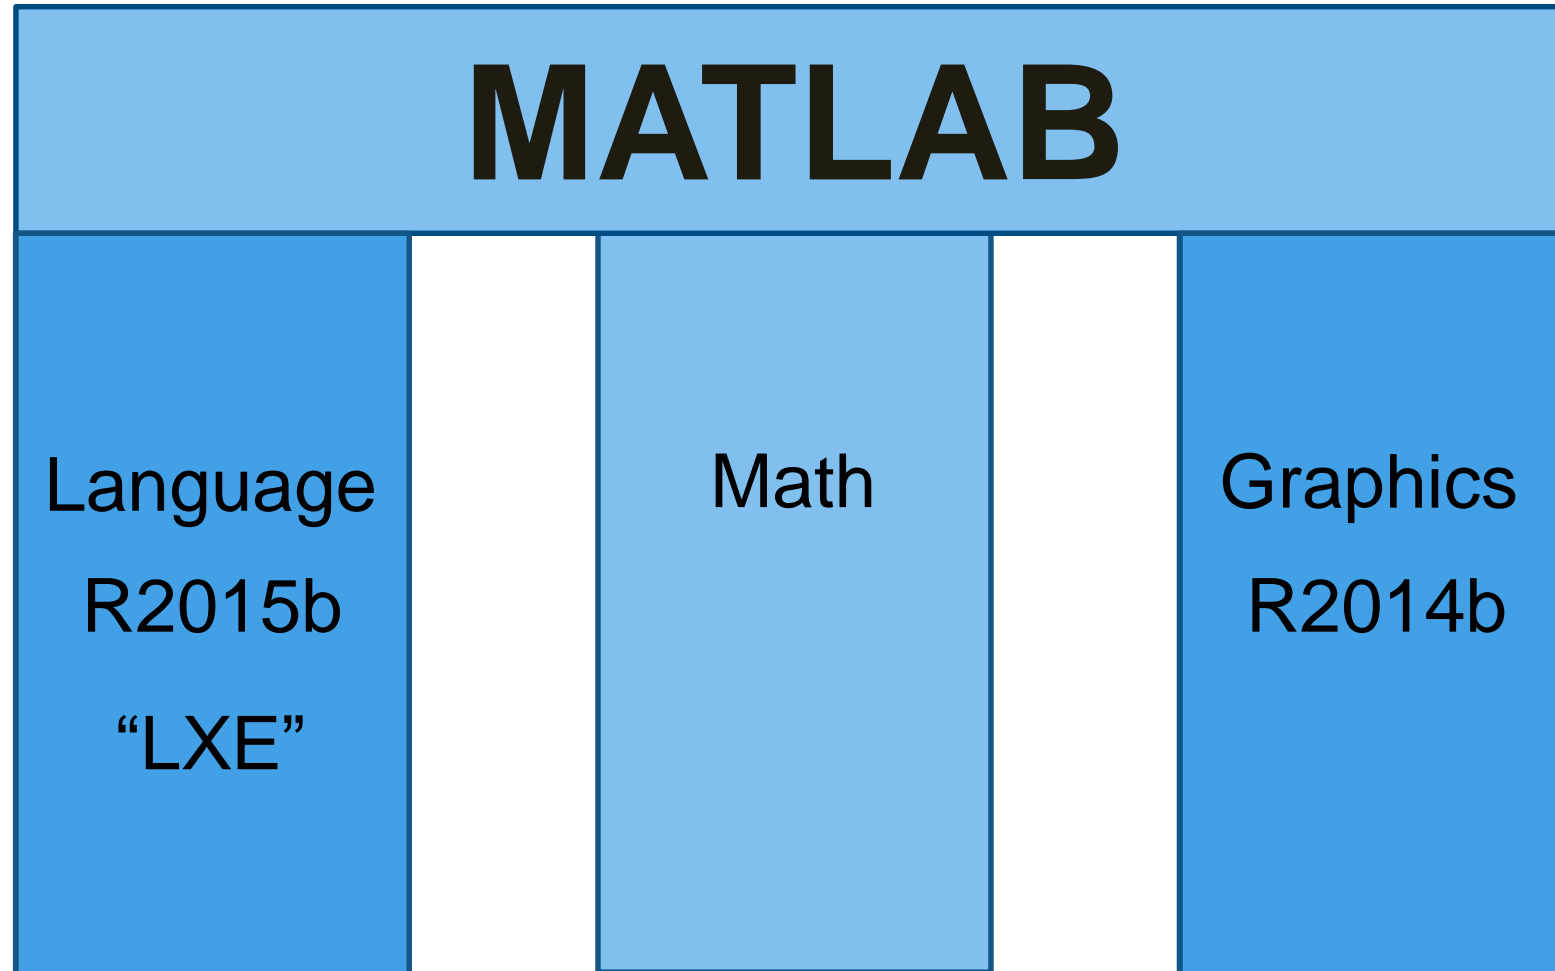 MATLAB
Language
R2015b
“LXE”
Math
Graphics
R2014b